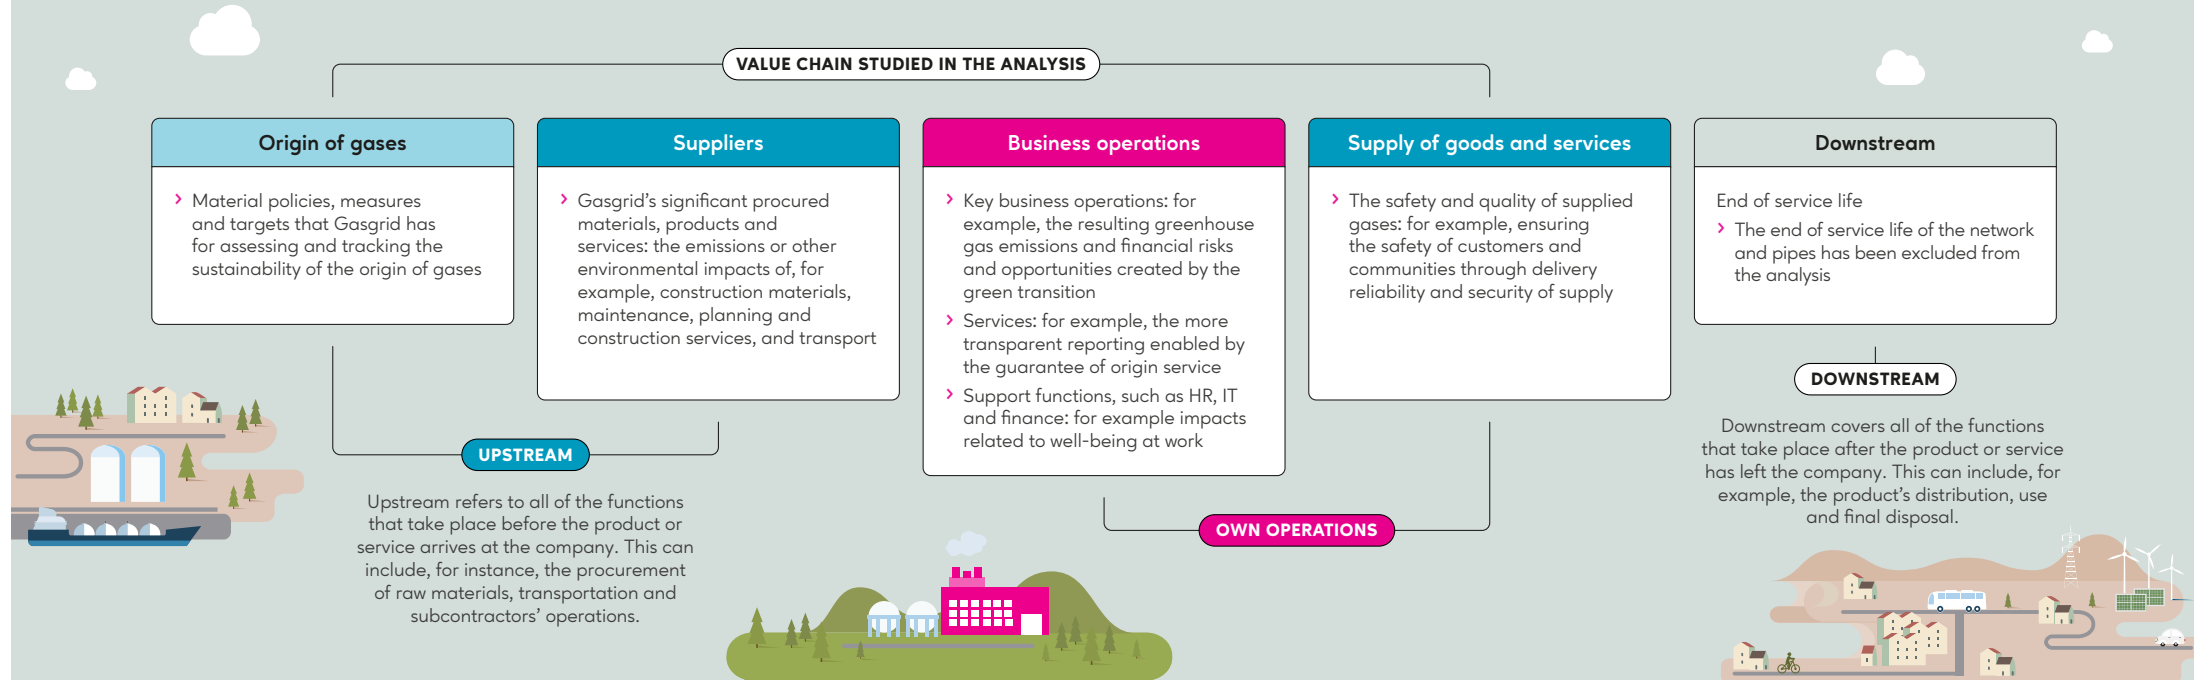 VALUE CHAIN STUDIED IN THE ANALYSIS
Origin of gases
Material policies, measures
and targets that Gasgrid has
for assessing and tracking the
sustainability of the origin of gases
Suppliers
Gasgrid's significant procured
materials, products and
services: the emissions or other
environmental impacts of, for
example, construction materials,
maintenance, planning and
construction services, and transport
Business operations
Key business operations: for
example, the resulting greenhouse
gas emissions and financial risks
and opportunities created by the
green transition
Services: for example, the more
transparent reporting enabled by
the guarantee of origin service
Support functions, such as HR, IT
and finance: for example impacts
related to well-being at work
Supply of goods and services
The safety and quality of supplied
gases: for example, ensuring
the safety of customers and
communities through delivery
reliability and security of supply
Downstream
End of service life
The end of service life of the network
and pipes has been excluded from
the analysis
UPSTREAM
Upstream refers to all of the functions
that take place before the product or
service arrives at the company. This can
include, for instance, the procurement
of raw materials, transportation and
subcontractors' operations.
OWN OPERATIONS
DOWNSTREAM
Downstream covers all of the functions
that take place after the product or service
has left the company. This can include, for
example, the product's distribution, use
and final disposal.